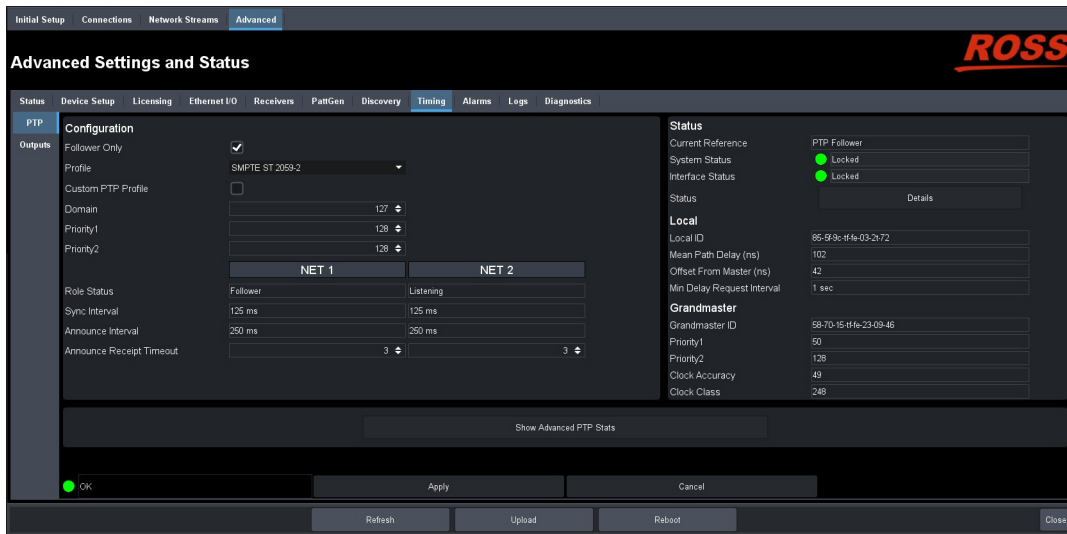 Initial Setup Connections Network Streams Advanced
ROSS
Advanced Settings and Status
Status Device Setup Licensing Ethernet I/O Receivers PattGen Discovery Timing Alarms Logs Diagnostics
PTP
Outputs
Configuration
Follower Only
Profile SMPTE ST 2059-2
Custom PTP Profile
Domain 127
Priority1 128
Priority2 128
NET 1 NET 2
Role Status Follower Listening
Sync Interval 125 ms 125 ms
Announce Interval 250 ms 250 ms
Announce Receipt Timeout 3 3
Status
Current Reference PTP Follower
System Status Locked
Interface Status Locked
Status Details
Local
Local ID 85-5f-9c-tf-fe-03-2t-72
Mean Path Delay (ns) 102
Offset From Master (ns) 42
Min Delay Request Interval 1 sec
Grandmaster
Grandmaster ID 58-70-15-tf-fe-23-09-46
Priority1 50
Priority2 128
Clock Accuracy 49
Clock Class 248
Show Advanced PTP Stats
OK Apply Cancel
Refresh Upload Reboot Close